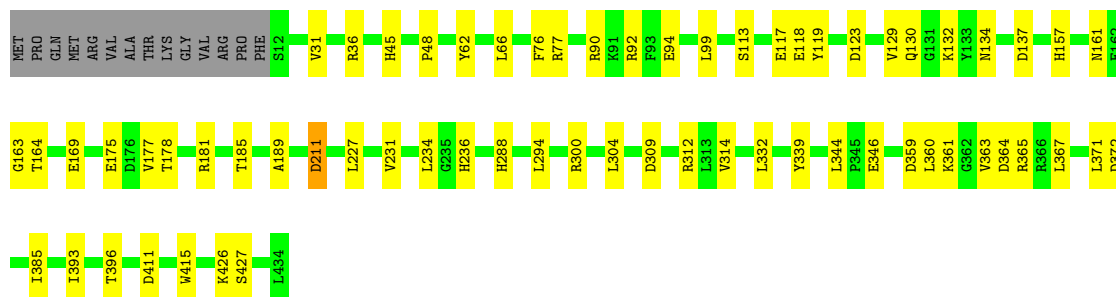 MET PRO GLN MET ARG VAL ALA THR LYS GLY VAL ARG PRO PHE S12 V31 R36 H45 P48 Y62 L66 F76 R77 R90 K91 R92 F93 E94 L99 S113 E117 E118 Y119 D123 V129 Q130 G131 K132 Y133 N134 D137 H157 N161
G163 T164 E169 E175 D176 V177 T178 R181 T185 A189 D211 L227 V231 L234 G235 H236 H288 L294 R300 L304 D309 R312 L313 V314 L332 Y339 L344 P345 E346 D359 L360 K361 G362 V363 D364 R365 R366 L367 L371
I385 I393 T396 D411 W415 K426 S427 L434